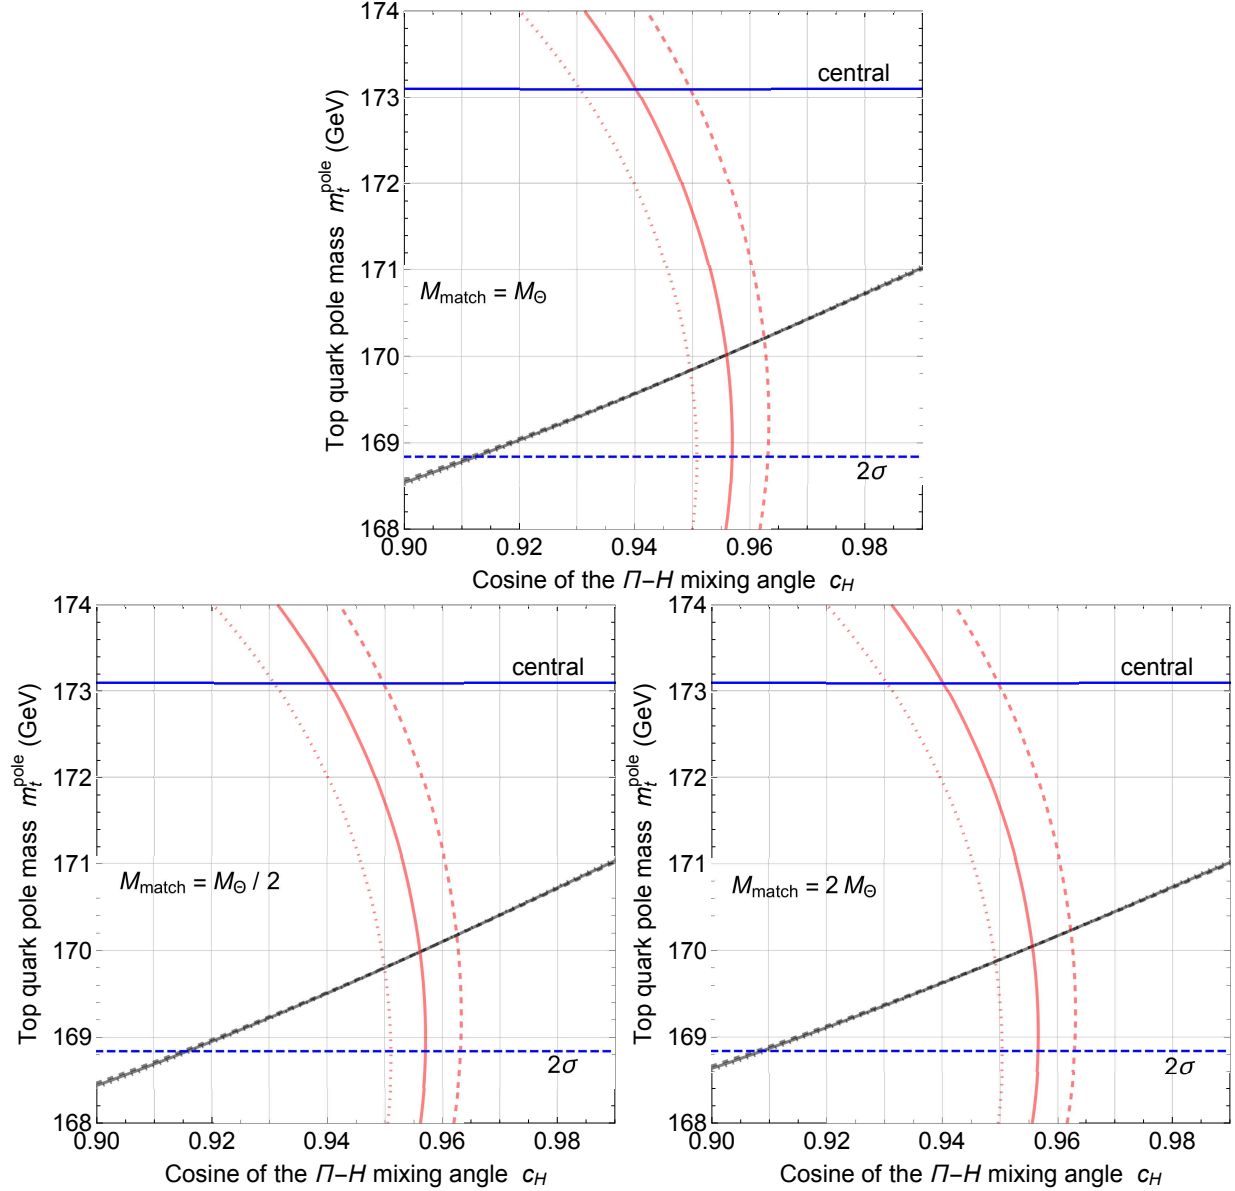 174
173
172
171
170
169
168
Top quark pole mass m_t^pole (GeV)
central
M_match = M_Θ
2σ
0.90 0.92 0.94 0.96 0.98
Cosine of the Π−H mixing angle c_H
174
173
172
171
170
169
168
Top quark pole mass m_t^pole (GeV)
central
M_match = M_Θ / 2
2σ
0.90 0.92 0.94 0.96 0.98
Cosine of the Π−H mixing angle c_H
174
173
172
171
170
169
168
Top quark pole mass m_t^pole (GeV)
central
M_match = 2 M_Θ
2σ
0.90 0.92 0.94 0.96 0.98
Cosine of the Π−H mixing angle c_H